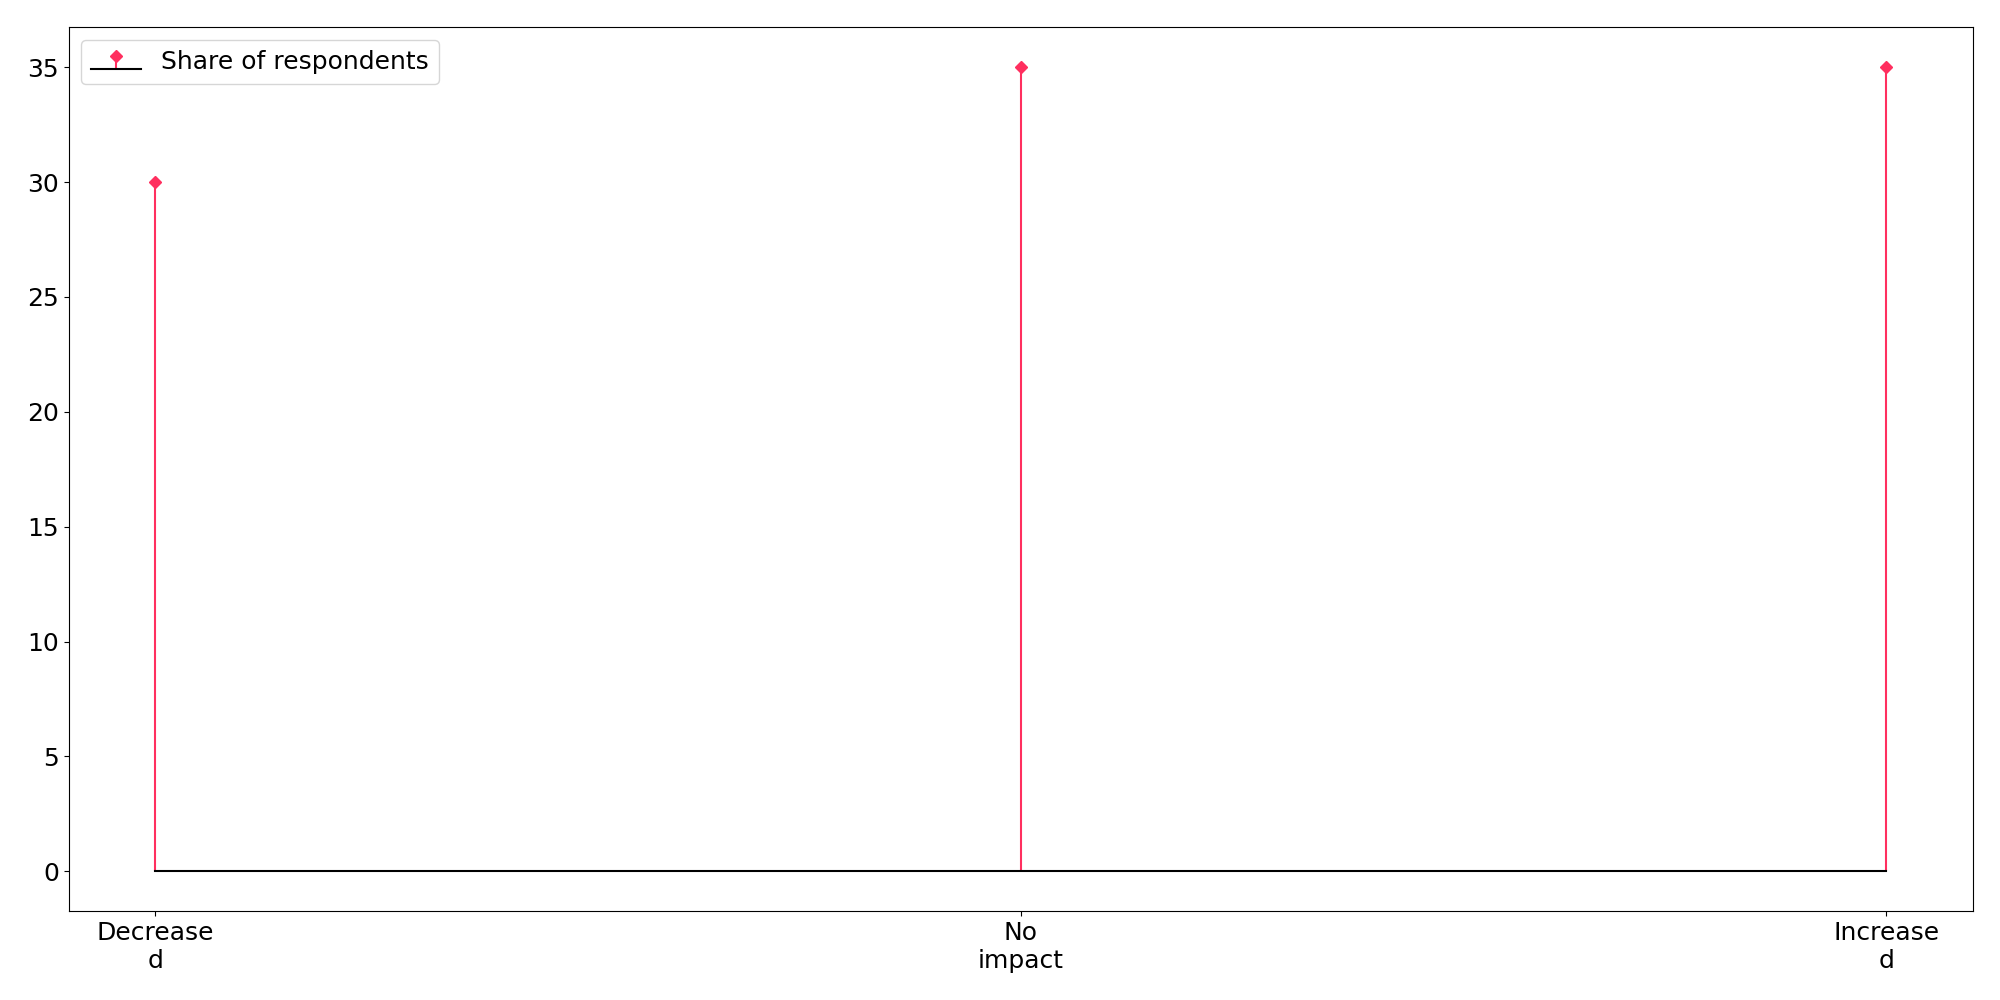 Share of respondents
35
30
25
20
15
10
5
0
Decrease
d
No
impact
Increase
d